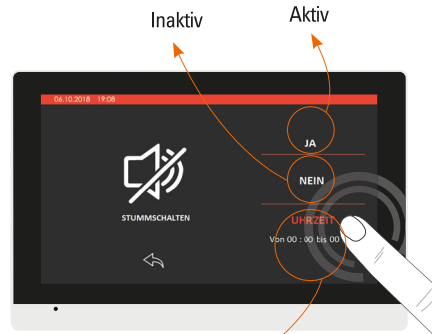 Inaktiv
Aktiv
06.10.2018 19:08
JA
NEIN
STUMMSCHALTEN
UHRZEIT
Von 00 : 00 bis 00